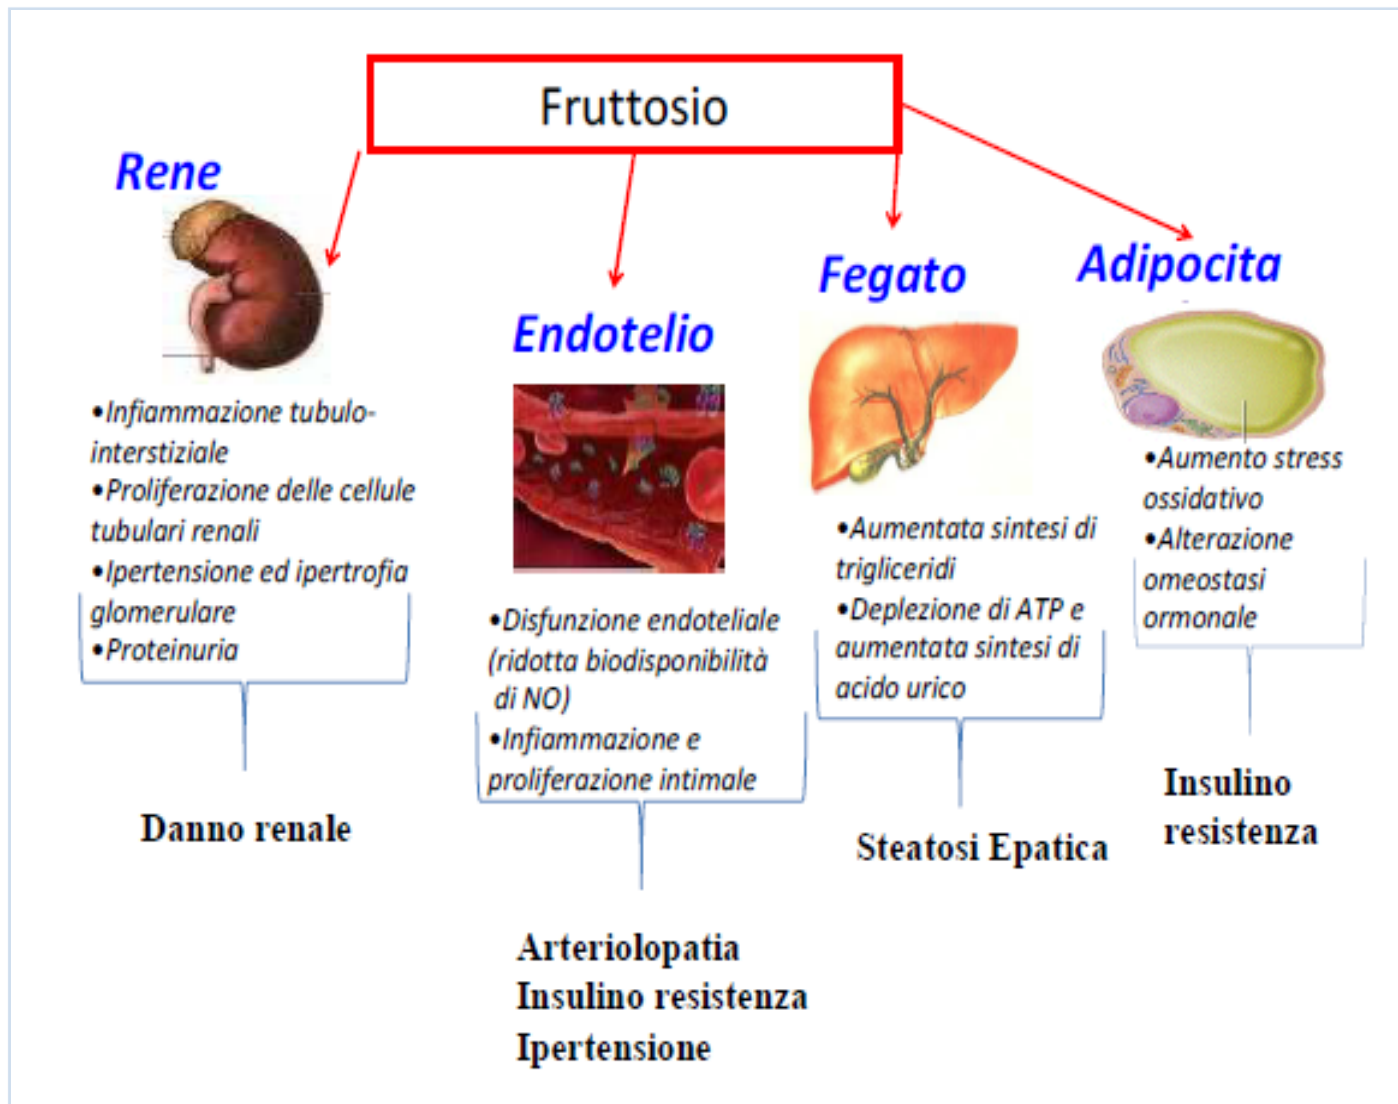 Fruttosio
Rene
•Infiammazione tubulo-
interstiziale
•Proliferazione delle cellule
tubulari renali
•Ipertensione ed ipertrofia
glomerulare
•Proteinuria
Danno renale
Endotelio
•Disfunzione endoteliale
(ridotta biodisponibilità
di NO)
•Infiammazione e
proliferazione intimale
Arteriolopatia
Insulino resistenza
Ipertensione
Fegato
•Aumentata sintesi di
trigliceridi
•Deplezione di ATP e
aumentata sintesi di
acido urico
Steatosi Epatica
Adipocita
•Aumento stress
ossidativo
•Alterazione
omeostasi
ormonale
Insulino
resistenza